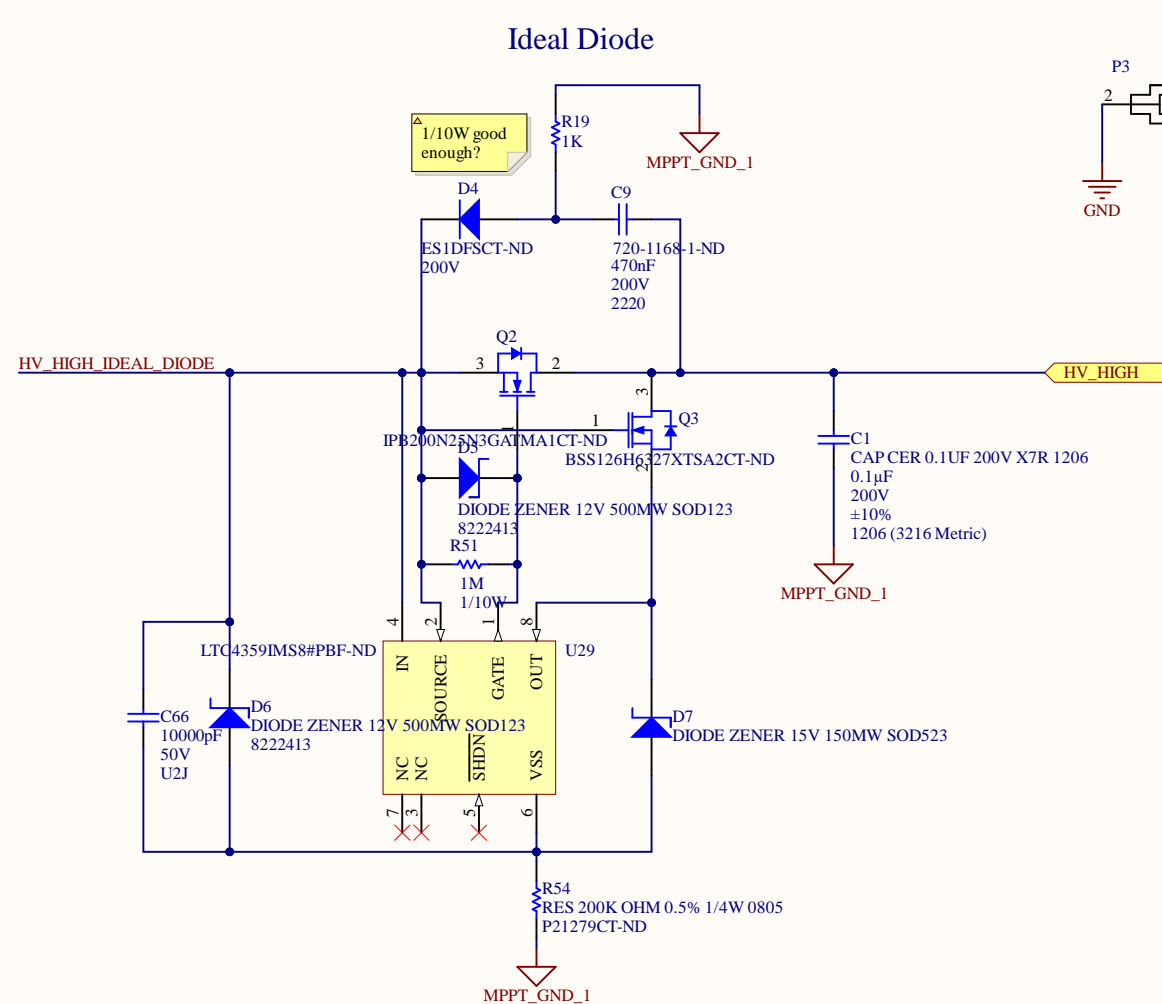 Ideal Diode
P3
2
GND
R19
1K
1/10W good
enough?
MPPT_GND_1
D4
ES1DFSCT-ND
200V
C9
720-1168-1-ND
470nF
200V
2220
HV_HIGH_IDEAL_DIODE
Q2
3
2
1
IPB200N25N3GATMA1CT-ND
HV_HIGH
3
1
Q3
2
BSS126H6327XTSA2CT-ND
D5
DIODE ZENER 12V 500MW SOD123
8222413
C1
CAP CER 0.1UF 200V X7R 1206
0.1µF
200V
±10%
1206 (3216 Metric)
MPPT_GND_1
R51
1M
1/10W
4
2
1
8
LTC4359IMS8#PBF-ND
U29
IN
SOURCE
GATE
OUT
NC
NC
SHDN
VSS
7
3
5
6
C66
10000pF
50V
U2J
D6
DIODE ZENER 12V 500MW SOD123
8222413
D7
DIODE ZENER 15V 150MW SOD523
R54
RES 200K OHM 0.5% 1/4W 0805
P21279CT-ND
MPPT_GND_1